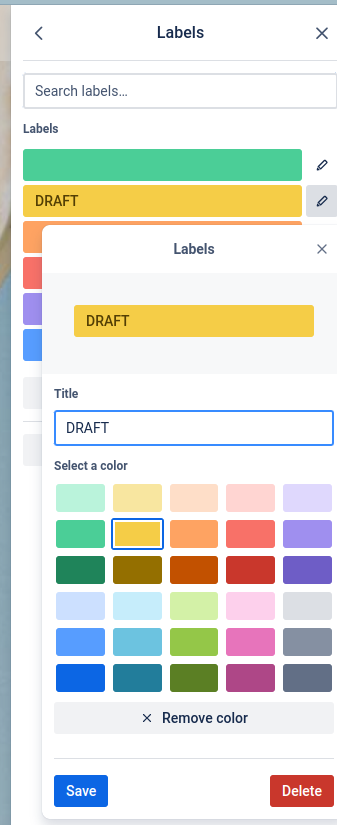 Labels
Search labels…
Labels
DRAFT
Labels
DRAFT
Title
DRAFT
Select a color
Remove color
Save Delete